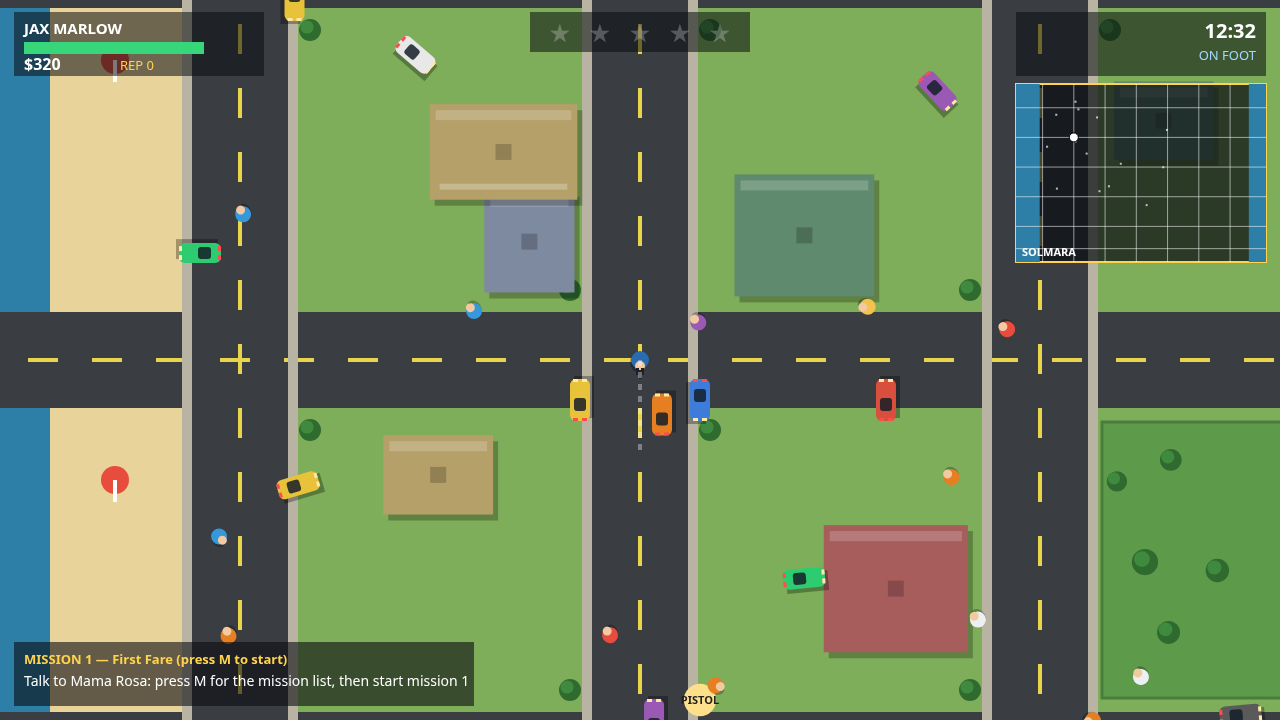 JAX MARLOW
$320 REP 0
★ ★ ★ ★ ★
12:32
ON FOOT
SOLMARA
MISSION 1 — First Fare (press M to start)
Talk to Mama Rosa: press M for the mission list, then start mission 1
PISTOL